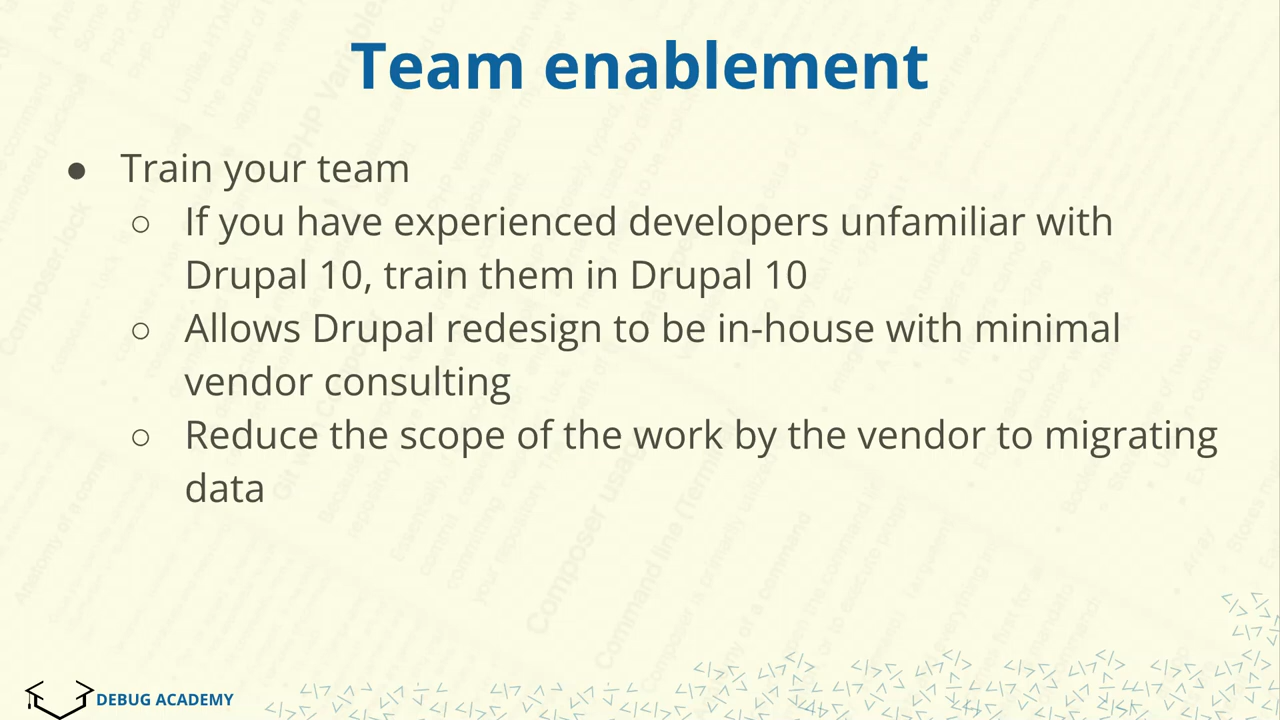 Team enablement
● Train your team
○ If you have experienced developers unfamiliar with
Drupal 10, train them in Drupal 10
○ Allows Drupal redesign to be in-house with minimal
vendor consulting
○ Reduce the scope of the work by the vendor to migrating
data
DEBUG ACADEMY